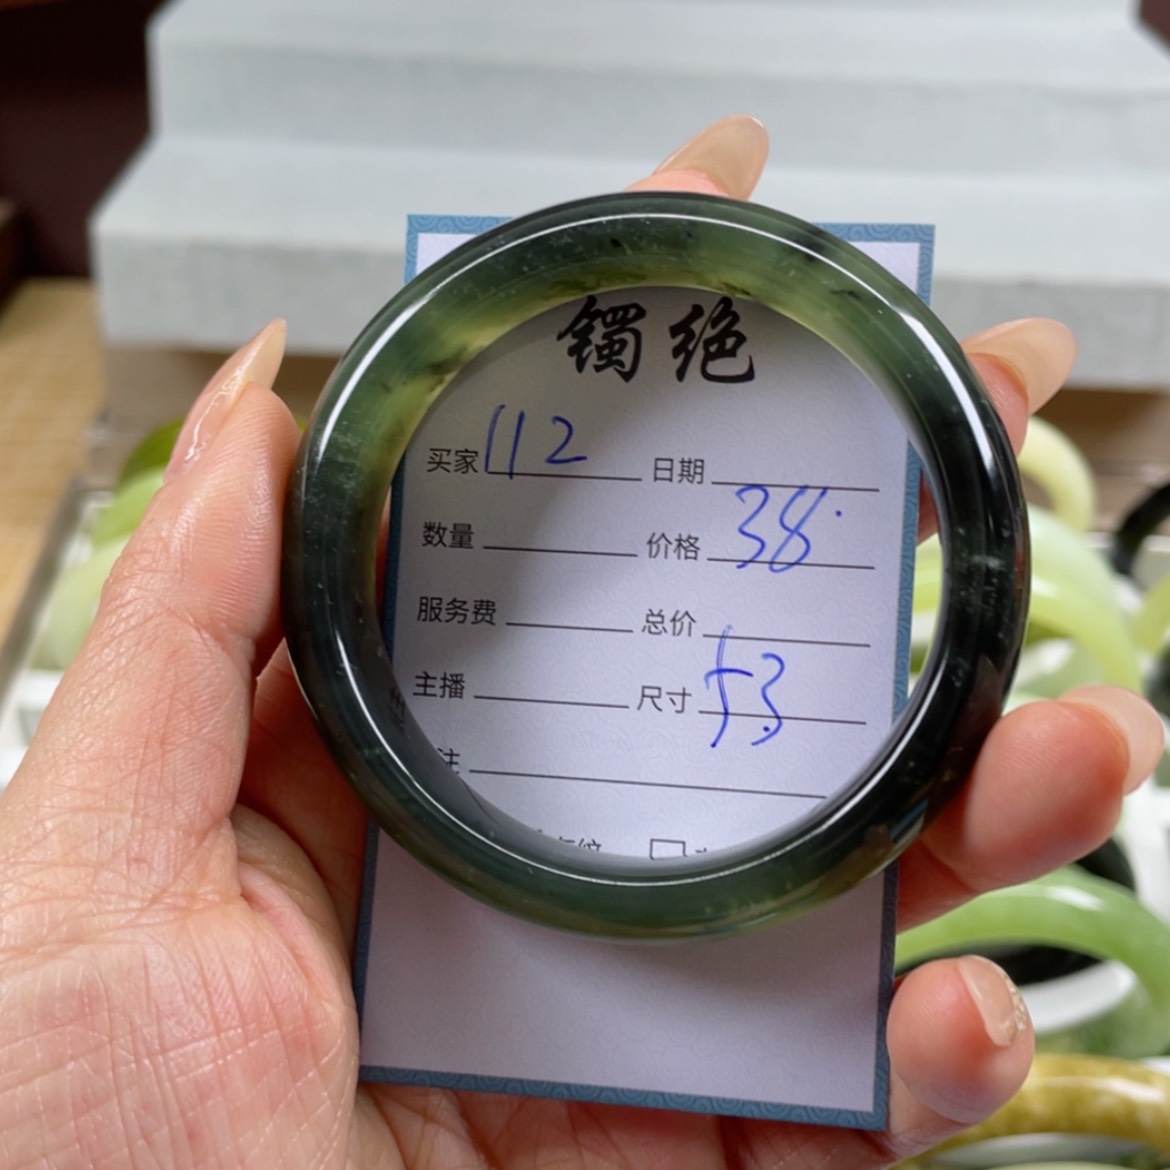 镯绝
买家 112 日期
数量 价格 38.
服务费 总价
主播 尺寸 53
注